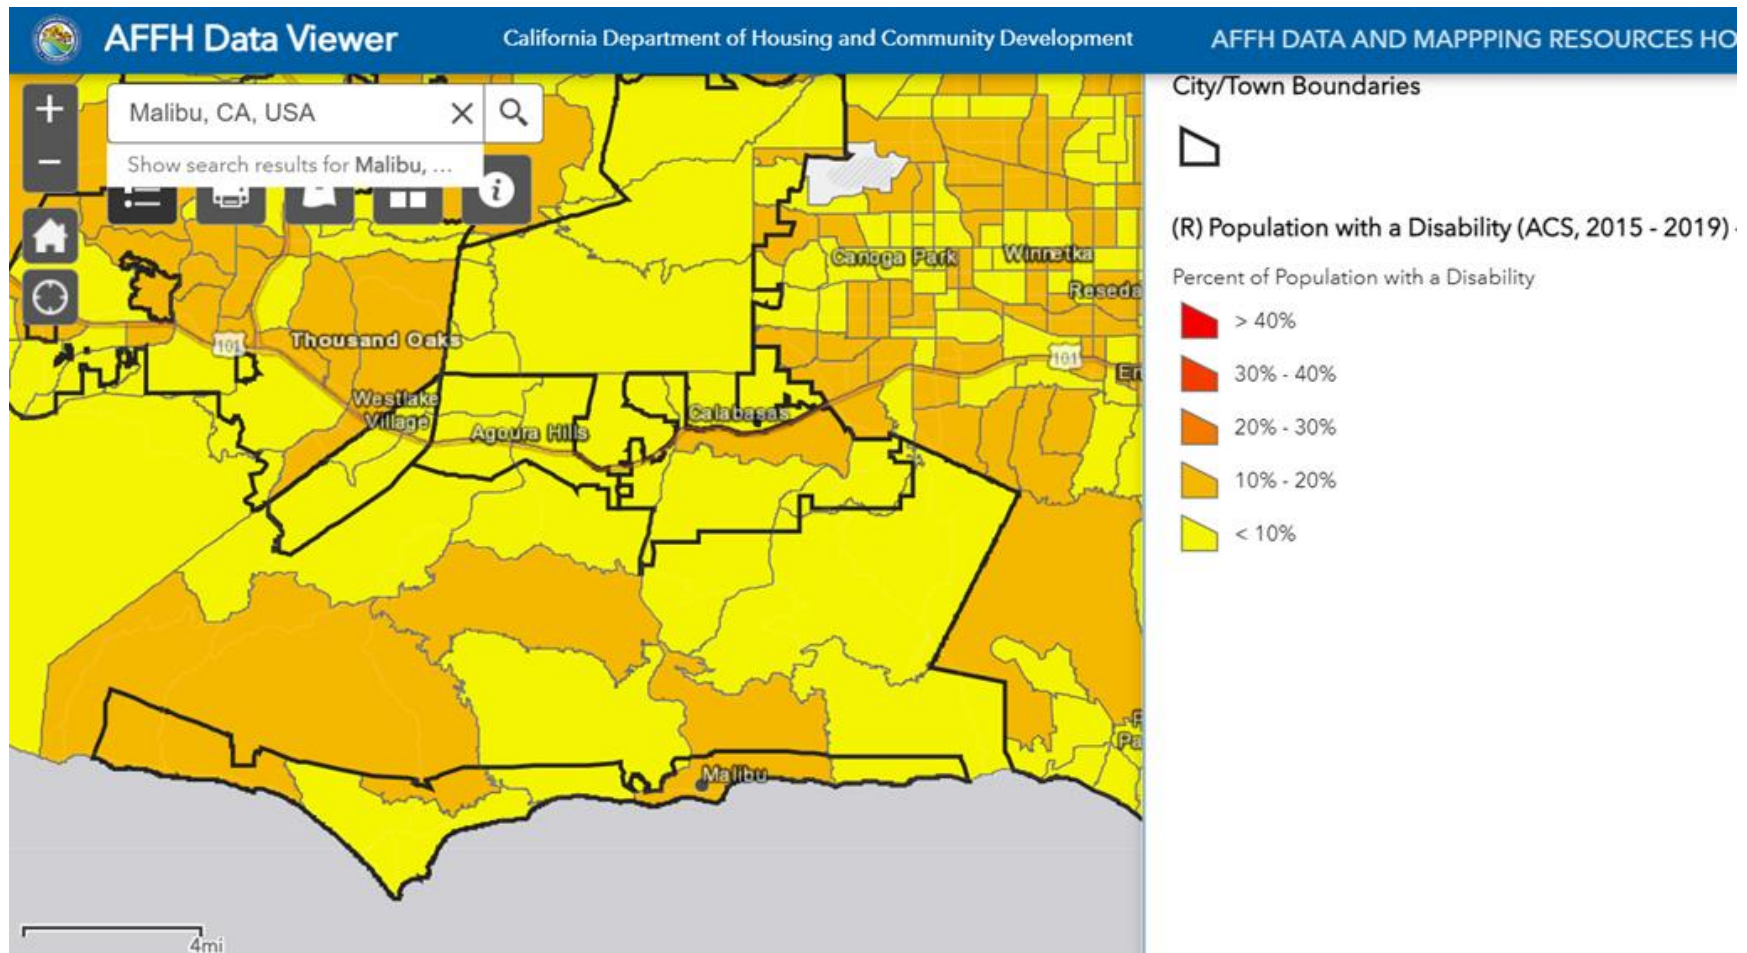 AFFH Data Viewer
California Department of Housing and Community Development
AFFH DATA AND MAPPPING RESOURCES HO
+
Malibu, CA, USA
Show search results for Malibu, ...
−
City/Town Boundaries
(R) Population with a Disability (ACS, 2015 - 2019)
Percent of Population with a Disability
> 40%
30% - 40%
20% - 30%
10% - 20%
< 10%
Canoga Park
Winnetka
Reseda
101
Thousand Oaks
101
En
Westlake
Village
Calabasas
Agoura Hills
P
Pa
Malibu
4mi